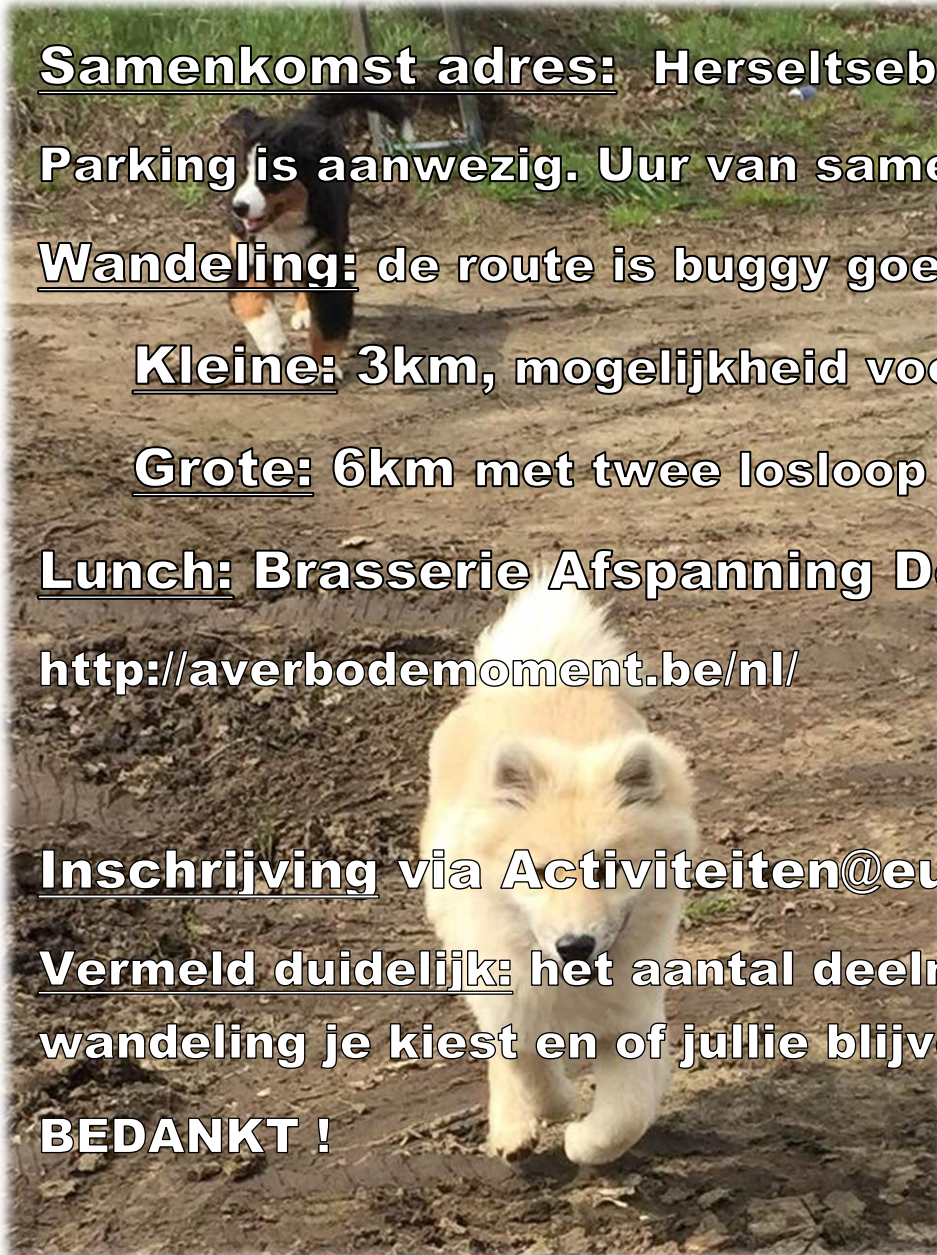 Samenkomst adres: Herseltseb
Parking is aanwezig. Uur van same
Wandeling: de route is buggy goe
Kleine: 3km, mogelijkheid voo
Grote: 6km met twee losloop
Lunch: Brasserie Afspanning De
http://averbodemoment.be/nl/
Inschrijving via Activiteiten@eu
Vermeld duidelijk: het aantal deeln
wandeling je kiest en of jullie blijve
BEDANKT !